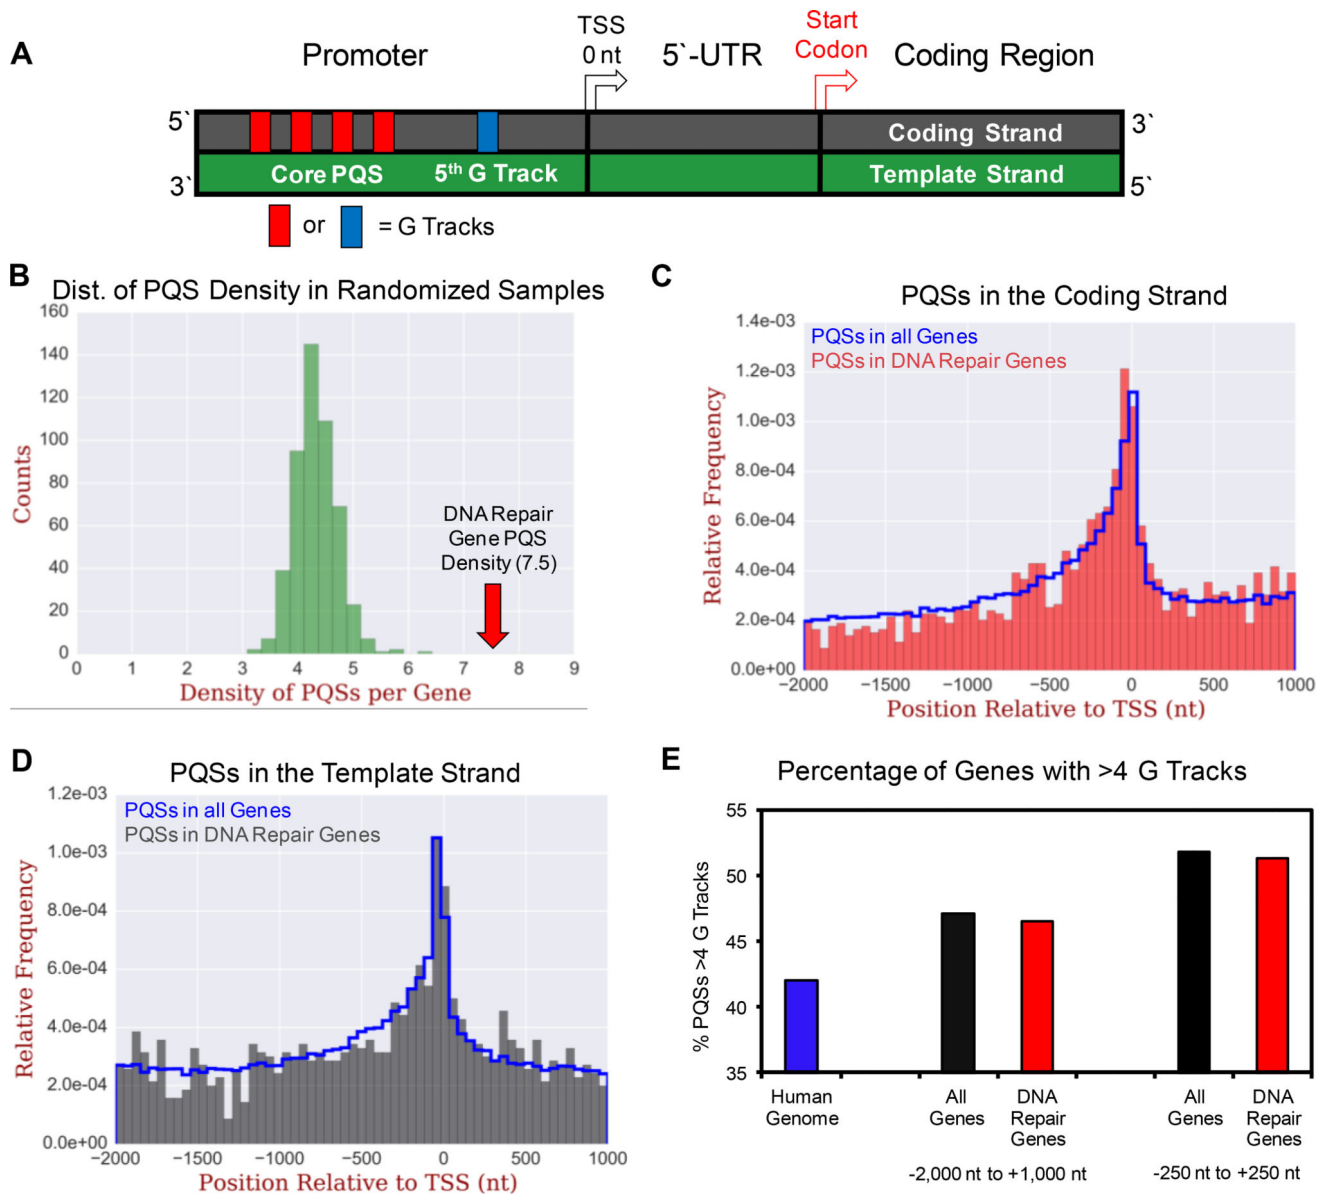 A
Promoter
TSS
0 nt
5`-UTR
Start
Codon
Coding Region
5`
3`
Coding Strand
Core PQS
5th G Track
Template Strand
3`
5`
or
= G Tracks
B
Dist. of PQS Density in Randomized Samples
160
140
120
100
80
60
40
20
0
Counts
DNA Repair
Gene PQS
Density (7.5)
0 1 2 3 4 5 6 7 8 9
Density of PQSs per Gene
C
PQSs in the Coding Strand
PQSs in all Genes
PQSs in DNA Repair Genes
1.4e-03
1.2e-03
1.0e-03
8.0e-04
6.0e-04
4.0e-04
2.0e-04
0.0e+00
Relative Frequency
−2000 −1500 −1000 −500 0 500 1000
Position Relative to TSS (nt)
D
PQSs in the Template Strand
PQSs in all Genes
PQSs in DNA Repair Genes
1.2e-03
1.0e-03
8.0e-04
6.0e-04
4.0e-04
2.0e-04
0.0e+00
Relative Frequency
−2000 −1500 −1000 −500 0 500 1000
Position Relative to TSS (nt)
E
Percentage of Genes with >4 G Tracks
55
50
45
40
35
% PQSs >4 G Tracks
Human
Genome
All
Genes
DNA
Repair
Genes
All
Genes
DNA
Repair
Genes
-2,000 nt to +1,000 nt
-250 nt to +250 nt